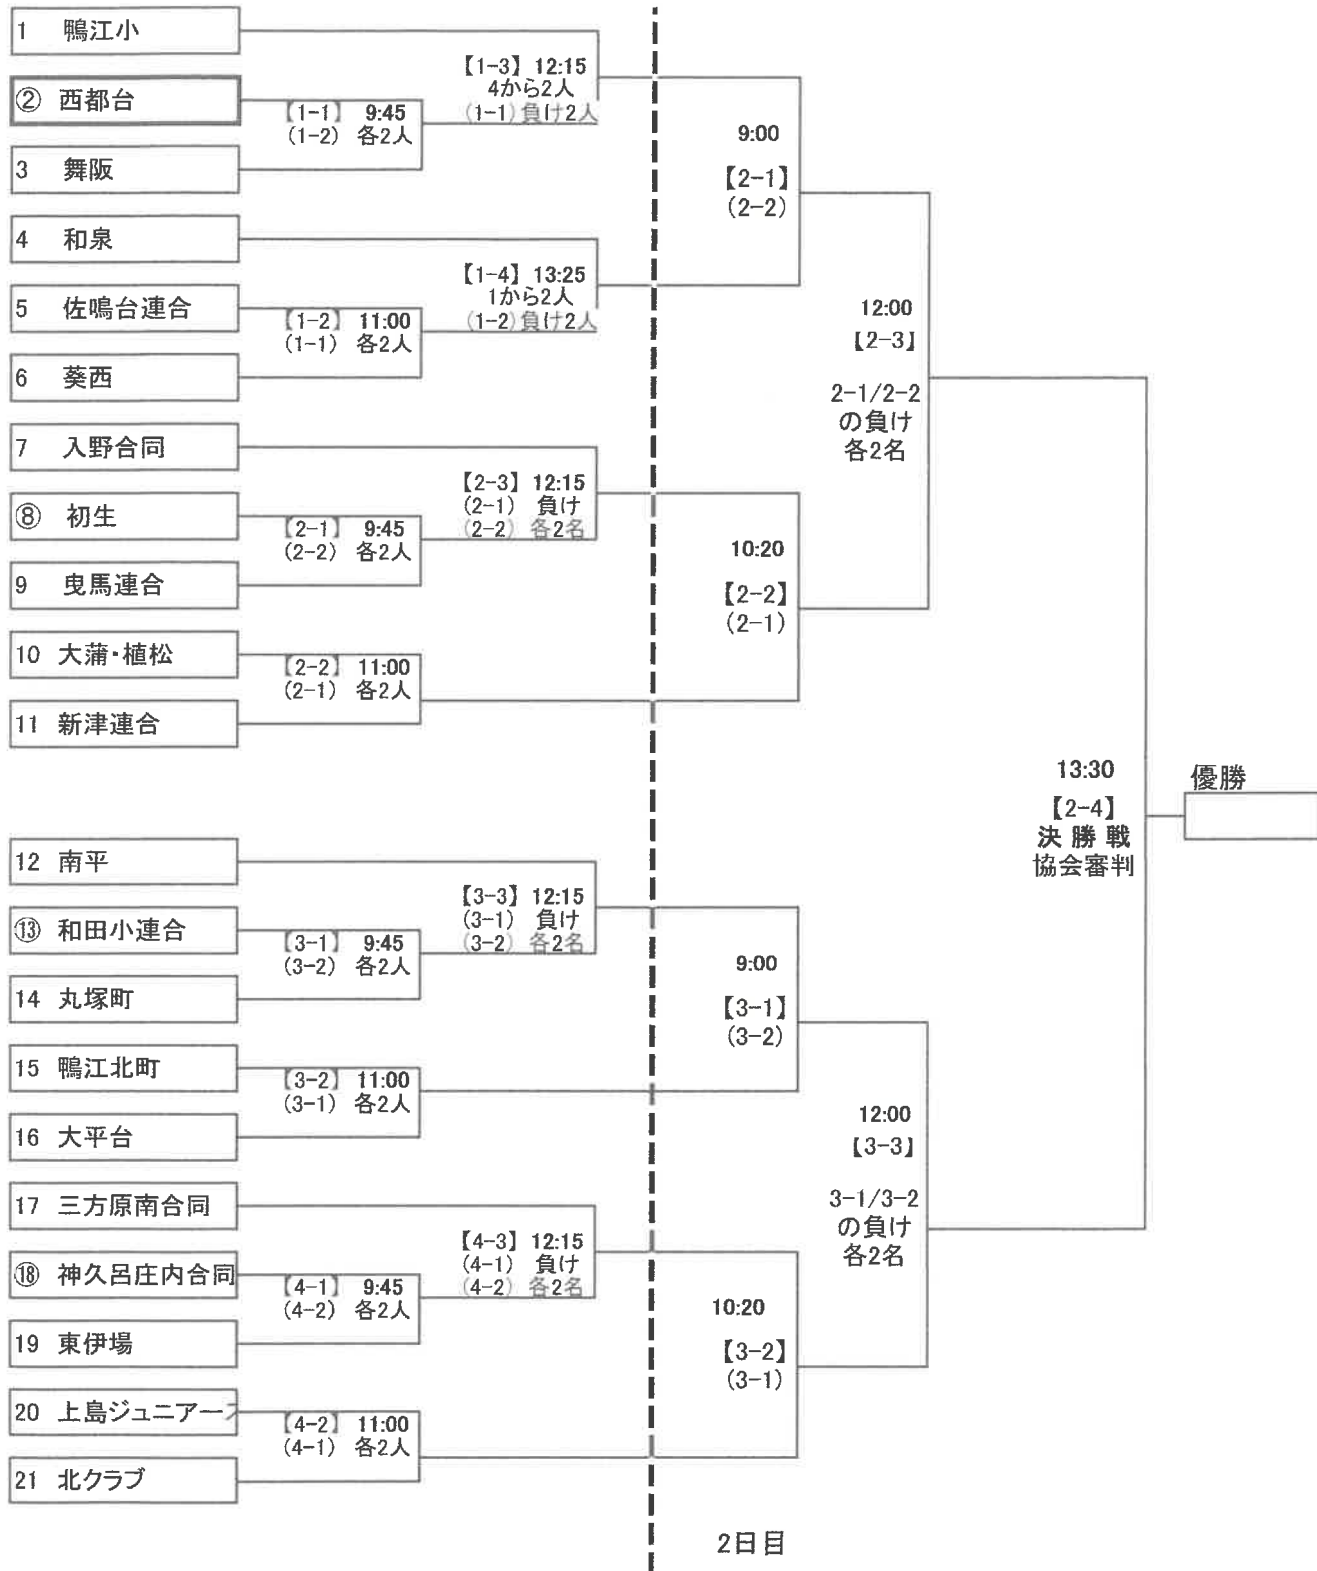 1 鴨江小
② 西都台
3 舞阪
4 和泉
5 佐鳴台連合
6 葵西
7 入野合同
⑧ 初生
9 曳馬連合
10 大蒲・植松
11 新津連合
12 南平
⑬ 和田小連合
14 丸塚町
15 鴨江北町
16 大平台
17 三方原南合同
⑱ 神久呂庄内合同
19 東伊場
20 上島ジュニアー
21 北クラブ
【1-1】 9:45
(1-2) 各2人
【1-2】 11:00
(1-1) 各2人
【2-1】 9:45
(2-2) 各2人
【2-2】 11:00
(2-1) 各2人
【3-1】 9:45
(3-2) 各2人
【3-2】 11:00
(3-1) 各2人
【4-1】 9:45
(4-2) 各2人
【4-2】 11:00
(4-1) 各2人
【1-3】 12:15
4から2人
(1-1)負け2人
【1-4】 13:25
1から2人
(1-2)負け2人
【2-3】 12:15
(2-1) 負け
(2-2) 各2名
【3-3】 12:15
(3-1) 負け
(3-2) 各2名
【4-3】 12:15
(4-1) 負け
(4-2) 各2名
9:00
【2-1】
(2-2)
10:20
【2-2】
(2-1)
9:00
【3-1】
(3-2)
10:20
【3-2】
(3-1)
12:00
【2-3】
2-1/2-2
の負け
各2名
12:00
【3-3】
3-1/3-2
の負け
各2名
13:30
【2-4】
決勝戦
協会審判
優勝
2日目